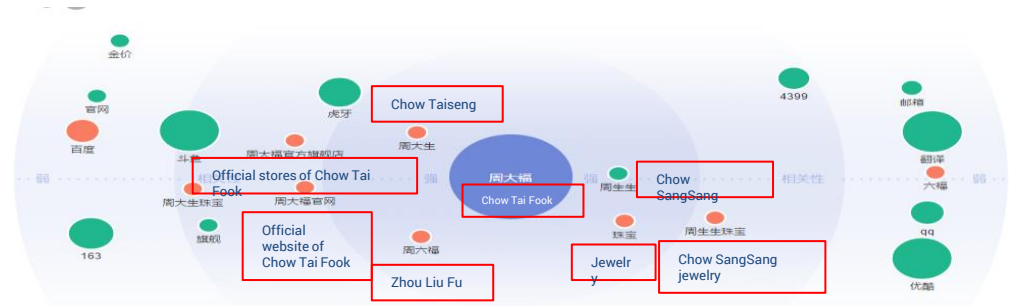 金价
官网
百度
斗鱼
虎牙
Chow Taiseng
周大福官方旗舰店
周大生
4399
邮箱
翻译
弱
相关
强
周大福
强
相关性
弱
Official stores of Chow Tai
Fook
Chow Tai Fook
周生生
Chow
SangSang
六福
周大生珠宝
周大福官网
旗舰
163
Official
website of
Chow Tai Fook
周六福
Zhou Liu Fu
珠宝
周生生珠宝
Jewelr
y
Chow SangSang
jewelry
qq
优酷